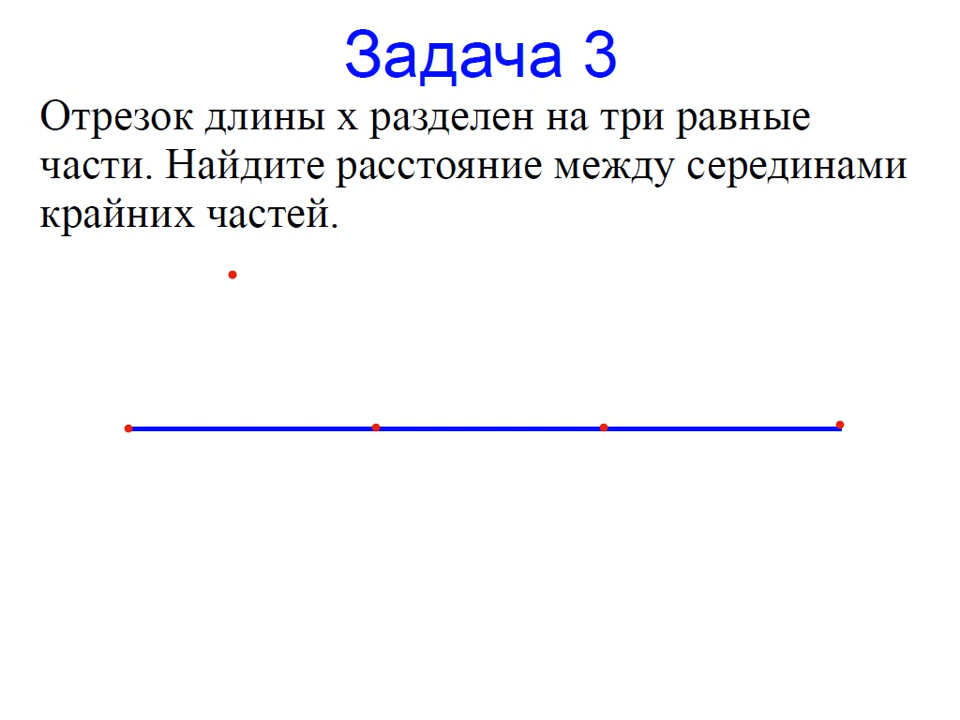 Задача 3
Отрезок длины х разделен на три равные
части. Найдите расстояние между серединами
крайних частей.